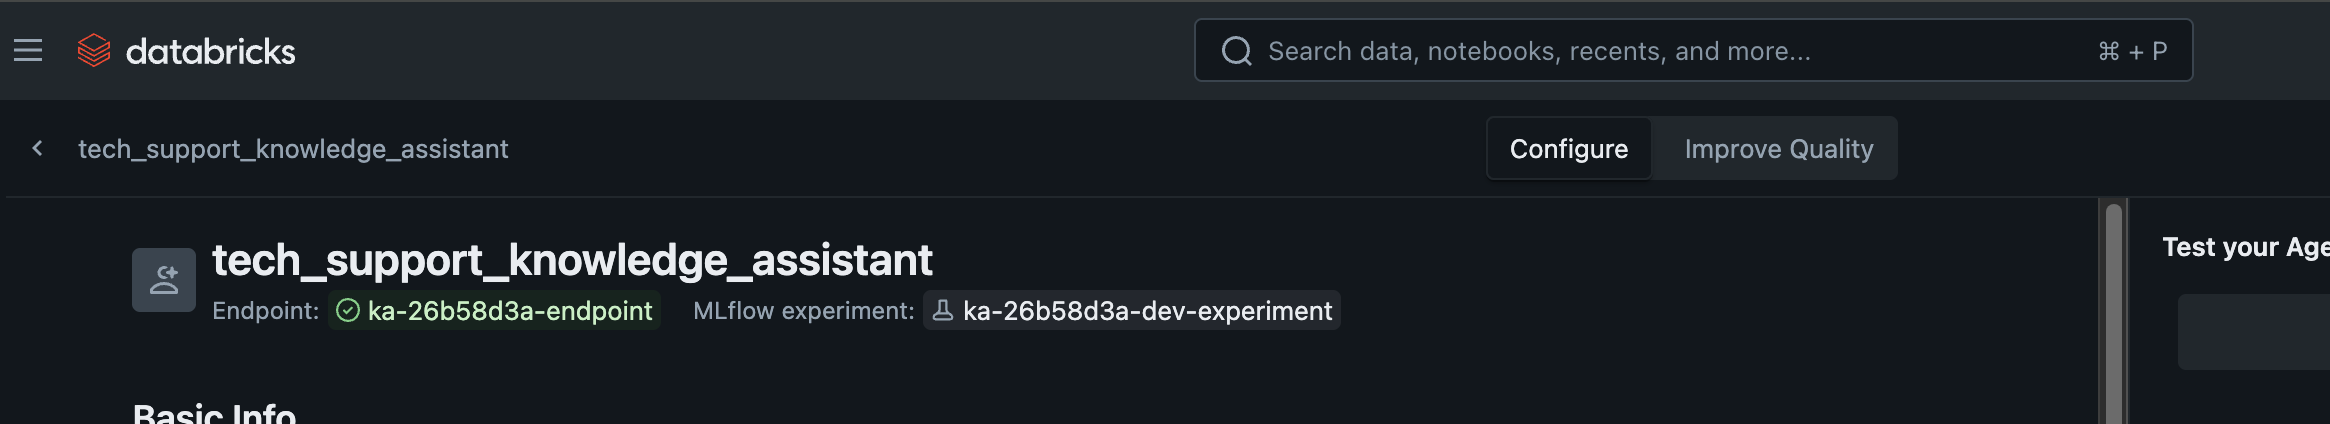 databricks
Search data, notebooks, recents, and more... ⌘ + P
tech_support_knowledge_assistant
Configure Improve Quality
tech_support_knowledge_assistant
Endpoint: ka-26b58d3a-endpoint MLflow experiment: ka-26b58d3a-dev-experiment
Test your Age
Basic Info